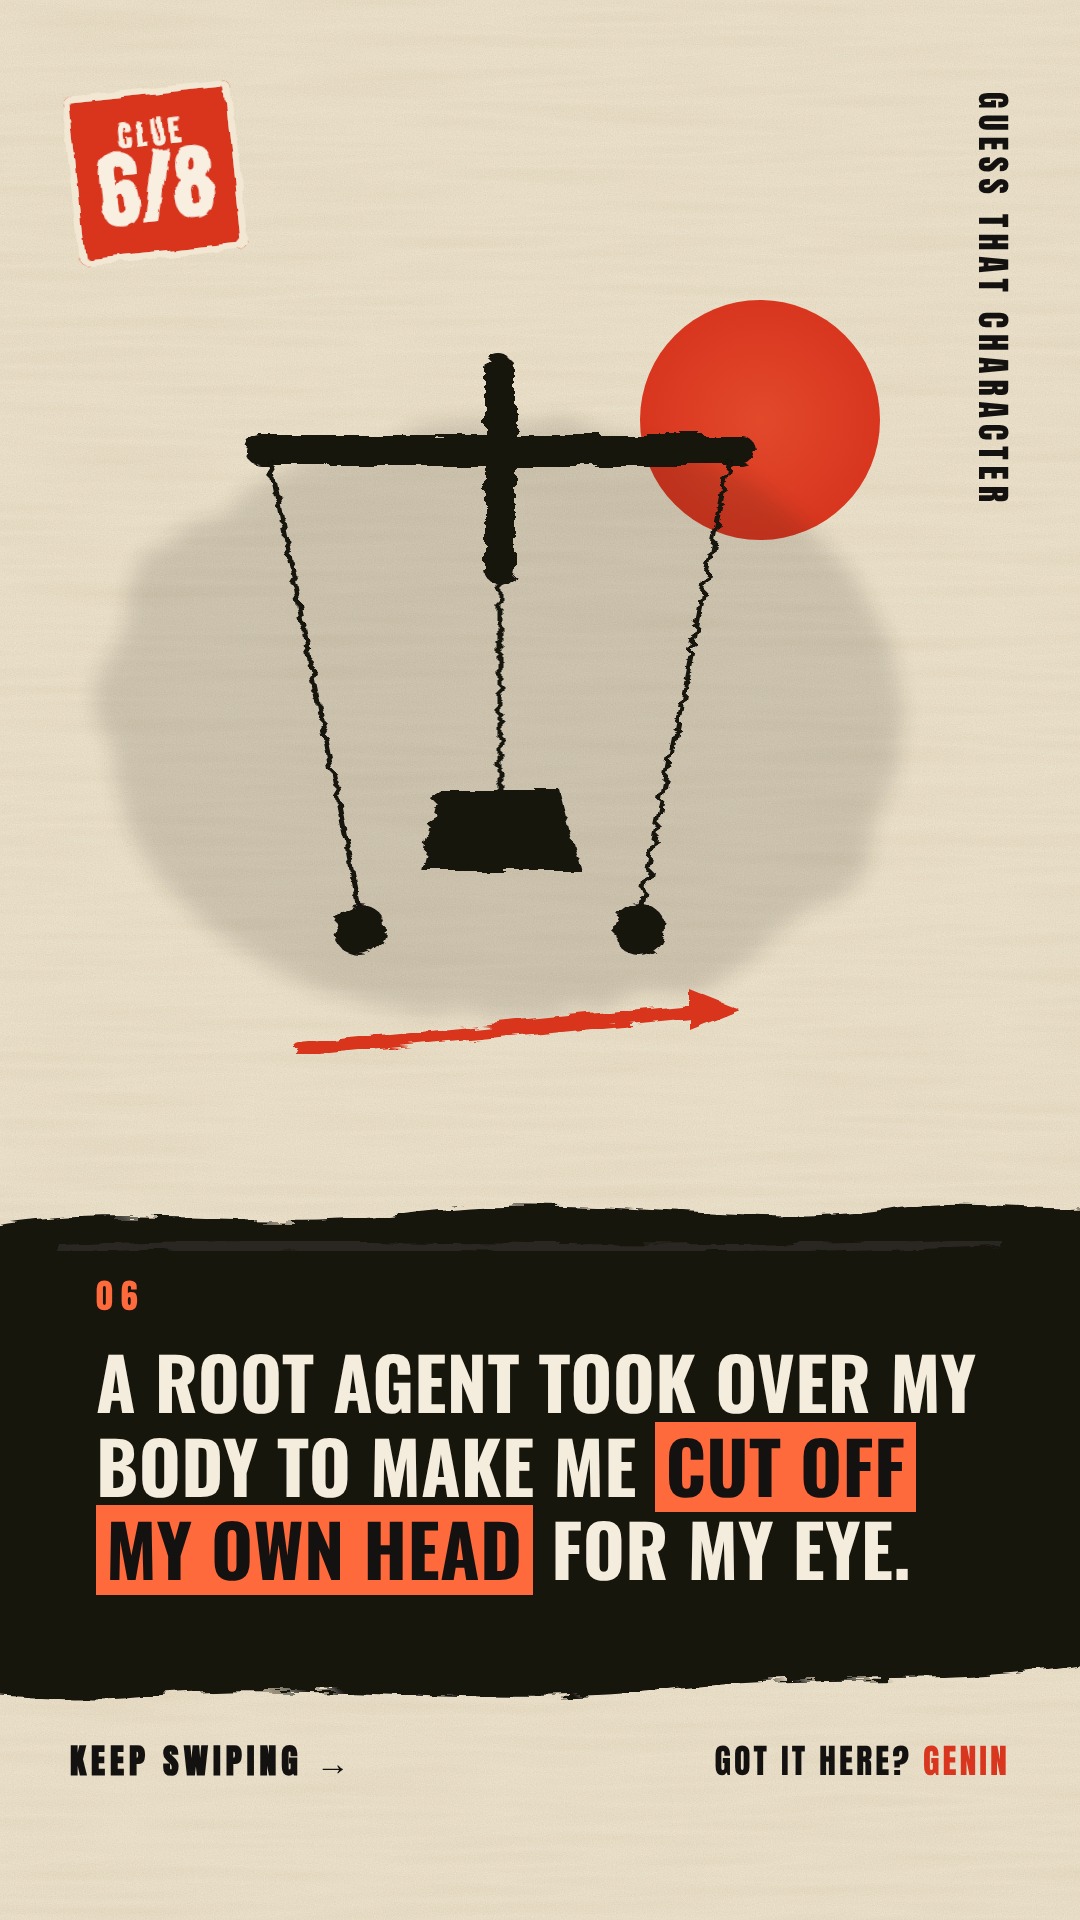 CLUE
6/8
GUESS THAT CHARACTER
06
A ROOT AGENT TOOK OVER MY
BODY TO MAKE ME CUT OFF
MY OWN HEAD FOR MY EYE.
KEEP SWIPING →
GOT IT HERE? GENIN